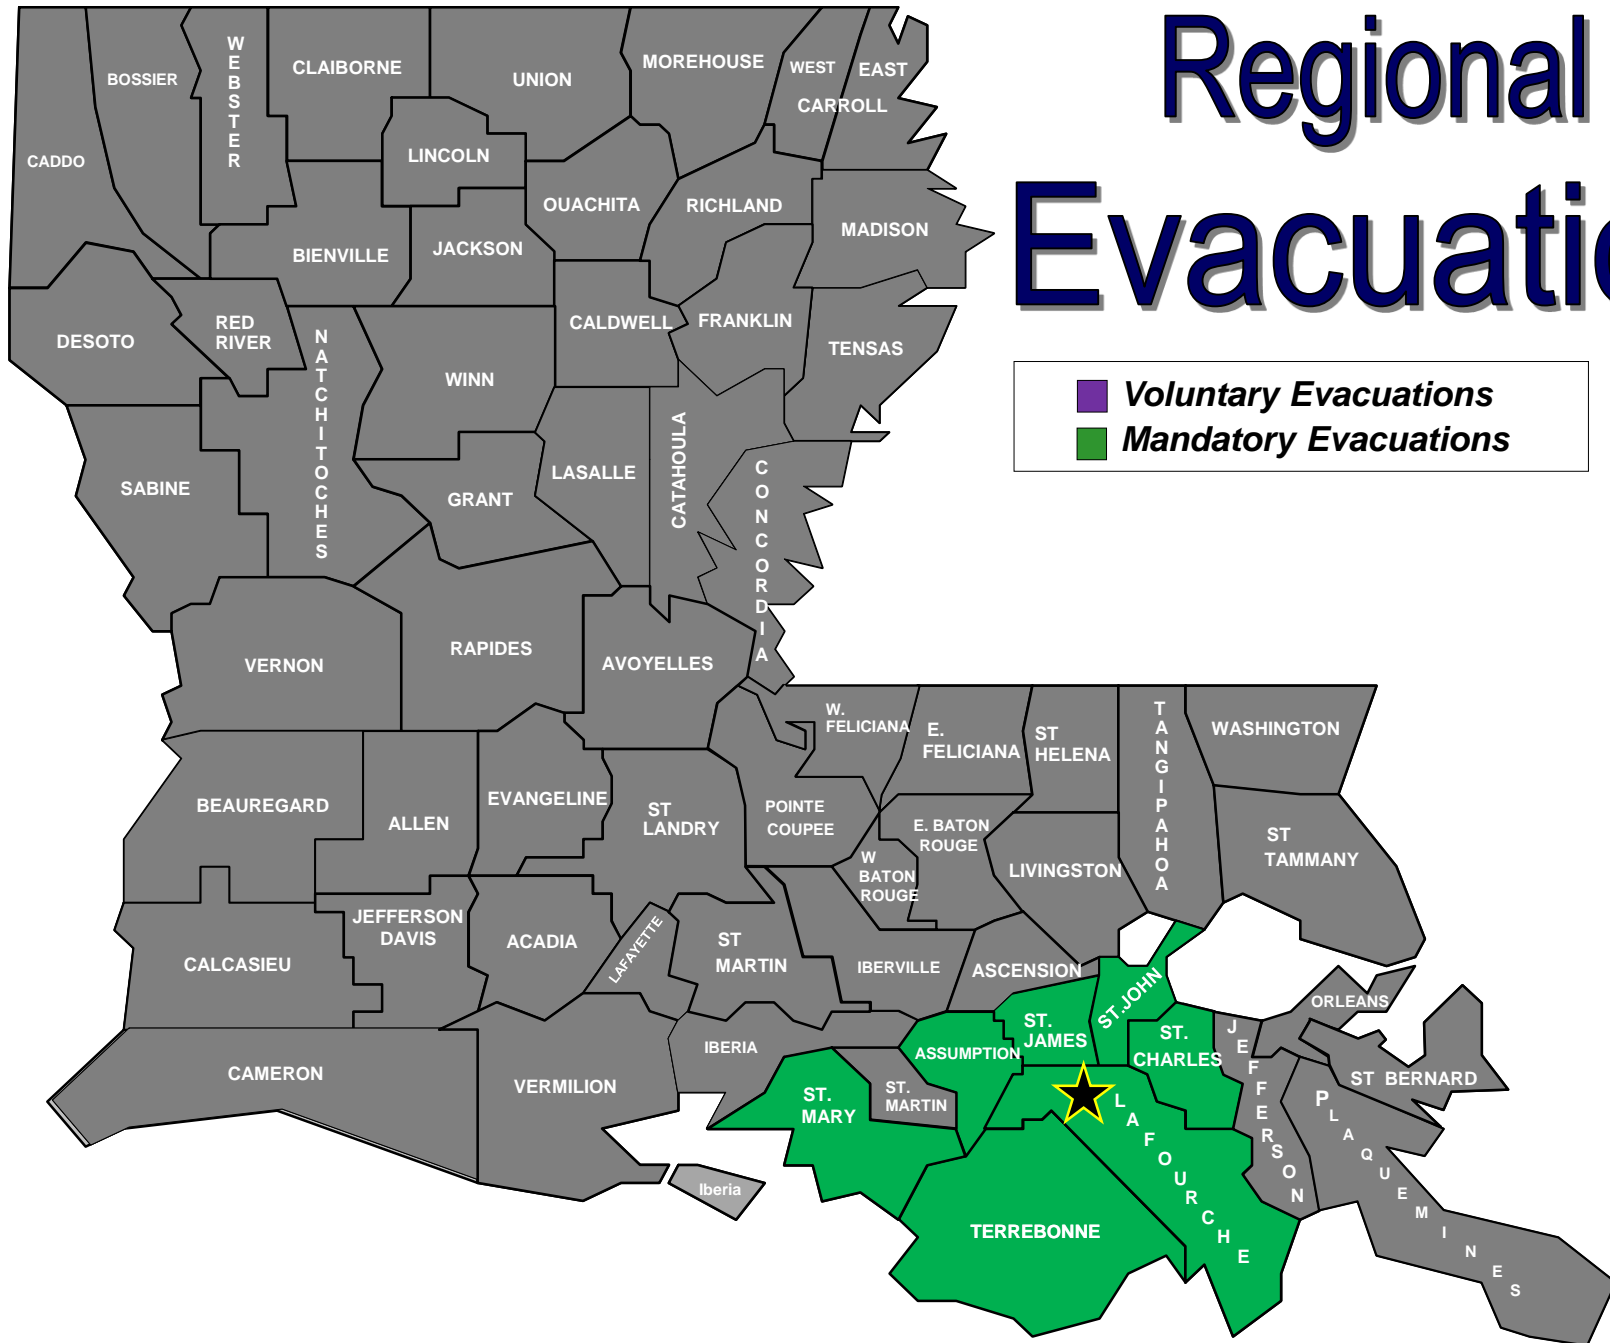 Regional
Evacuatio
Voluntary Evacuations
Mandatory Evacuations
WEBSTER
BOSSIER
CLAIBORNE
UNION
MOREHOUSE
WEST
EAST
CARROLL
CADDO
LINCOLN
OUACHITA
RICHLAND
MADISON
BIENVILLE
JACKSON
DESOTO
RED
RIVER
NATCHITOCHES
CALDWELL
FRANKLIN
TENSAS
WINN
SABINE
GRANT
LASALLE
CATAHOULA
CONCORDIA
VERNON
RAPIDES
AVOYELLES
W.
FELICIANA
E.
FELICIANA
ST
HELENA
TANGIPAHOA
WASHINGTON
BEAUREGARD
ALLEN
EVANGELINE
ST
LANDRY
POINTE
COUPEE
E. BATON
ROUGE
W
BATON
ROUGE
LIVINGSTON
ST
TAMMANY
CALCASIEU
JEFFERSON
DAVIS
ACADIA
LAFAYETTE
ST
MARTIN
IBERVILLE
ASCENSION
ST.JOHN
ORLEANS
CAMERON
VERMILION
IBERIA
ASSUMPTION
ST.
JAMES
ST.
CHARLES
JEFFERSON
ST BERNARD
ST.
MARY
ST.
MARTIN
LAFOURCHE
PLAQUEMINES
Iberia
TERREBONNE